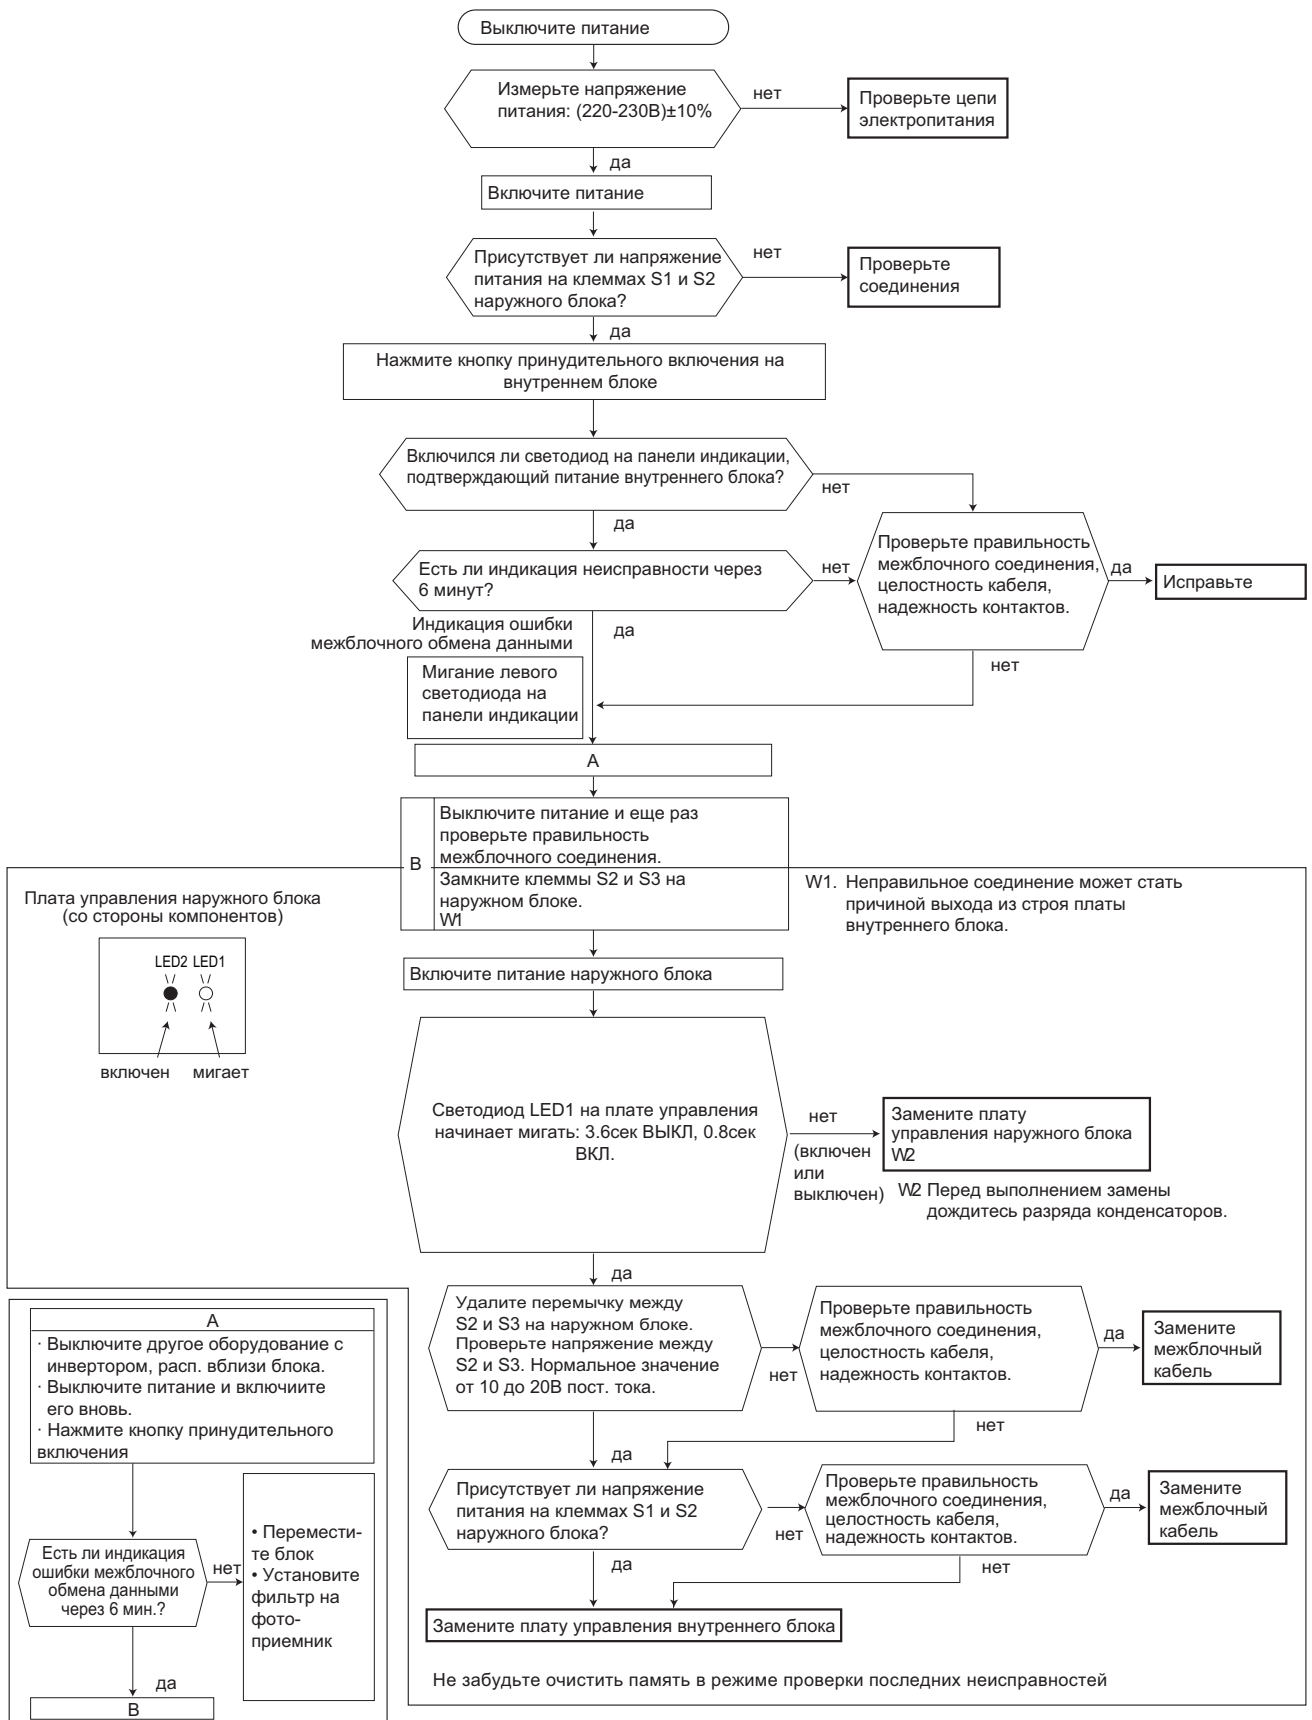 Выключите питание
Измерьте напряжение
питания: (220-230В)±10%
нет
Проверьте цепи
электропитания
да
Включите питание
Присутствует ли напряжение
питания на клеммах S1 и S2
наружного блока?
нет
Проверьте
соединения
да
Нажмите кнопку принудительного включения на
внутреннем блоке
Включился ли светодиод на панели индикации,
подтверждающий питание внутреннего блока?
нет
да
Есть ли индикация неисправности через
6 минут?
нет
Проверьте правильность
межблочного соединения,
целостность кабеля,
надежность контактов.
да
Исправьте
Индикация ошибки
межблочного обмена данными
да
нет
Мигание левого
светодиода на
панели индикации
A
B
Выключите питание и еще раз
проверьте правильность
межблочного соединения.
Замкните клеммы S2 и S3 на
наружном блоке.
W1
W1. Неправильное соединение может стать
причиной выхода из строя платы
внутреннего блока.
Плата управления наружного блока
(со стороны компонентов)
LED2 LED1
включен мигает
Включите питание наружного блока
Светодиод LED1 на плате управления
начинает мигать: 3.6сек ВЫКЛ, 0.8сек
ВКЛ.
нет
(включен
или
выключен)
Замените плату
управления наружного блока
W2
W2 Перед выполнением замены
дождитесь разряда конденсаторов.
да
Удалите перемычку между
S2 и S3 на наружном блоке.
Проверьте напряжение между
S2 и S3. Нормальное значение
от 10 до 20В пост. тока.
нет
Проверьте правильность
межблочного соединения,
целостность кабеля,
надежность контактов.
да
Замените
межблочный
кабель
нет
да
Присутствует ли напряжение
питания на клеммах S1 и S2
наружного блока?
нет
Проверьте правильность
межблочного соединения,
целостность кабеля,
надежность контактов.
да
Замените
межблочный
кабель
нет
да
Замените плату управления внутреннего блока
Не забудьте очистить память в режиме проверки последних неисправностей
A
· Выключите другое оборудование с
инвертором, расп. вблизи блока.
· Выключите питание и включиите
его вновь.
· Нажмите кнопку принудительного
включения
Есть ли индикация
ошибки межблочного
обмена данными
через 6 мин.?
нет
• Перемести-
те блок
• Установите
фильтр на
фото-
приемник
да
B